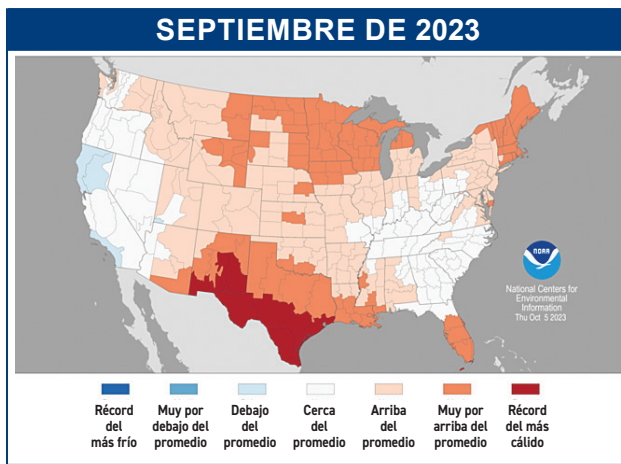 SEPTIEMBRE DE 2023
NOAA
National Centers for
Environmental
Information
Thu Oct 5 2023
Récord del más frío
Muy por debajo del promedio
Debajo del promedio
Cerca del promedio
Arriba del promedio
Muy por arriba del promedio
Récord del más cálido